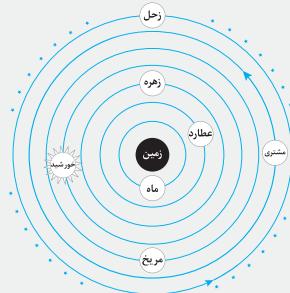 زحل
زهره
عطارد
مشتری
زمین
خورشید
ماه
مریخ